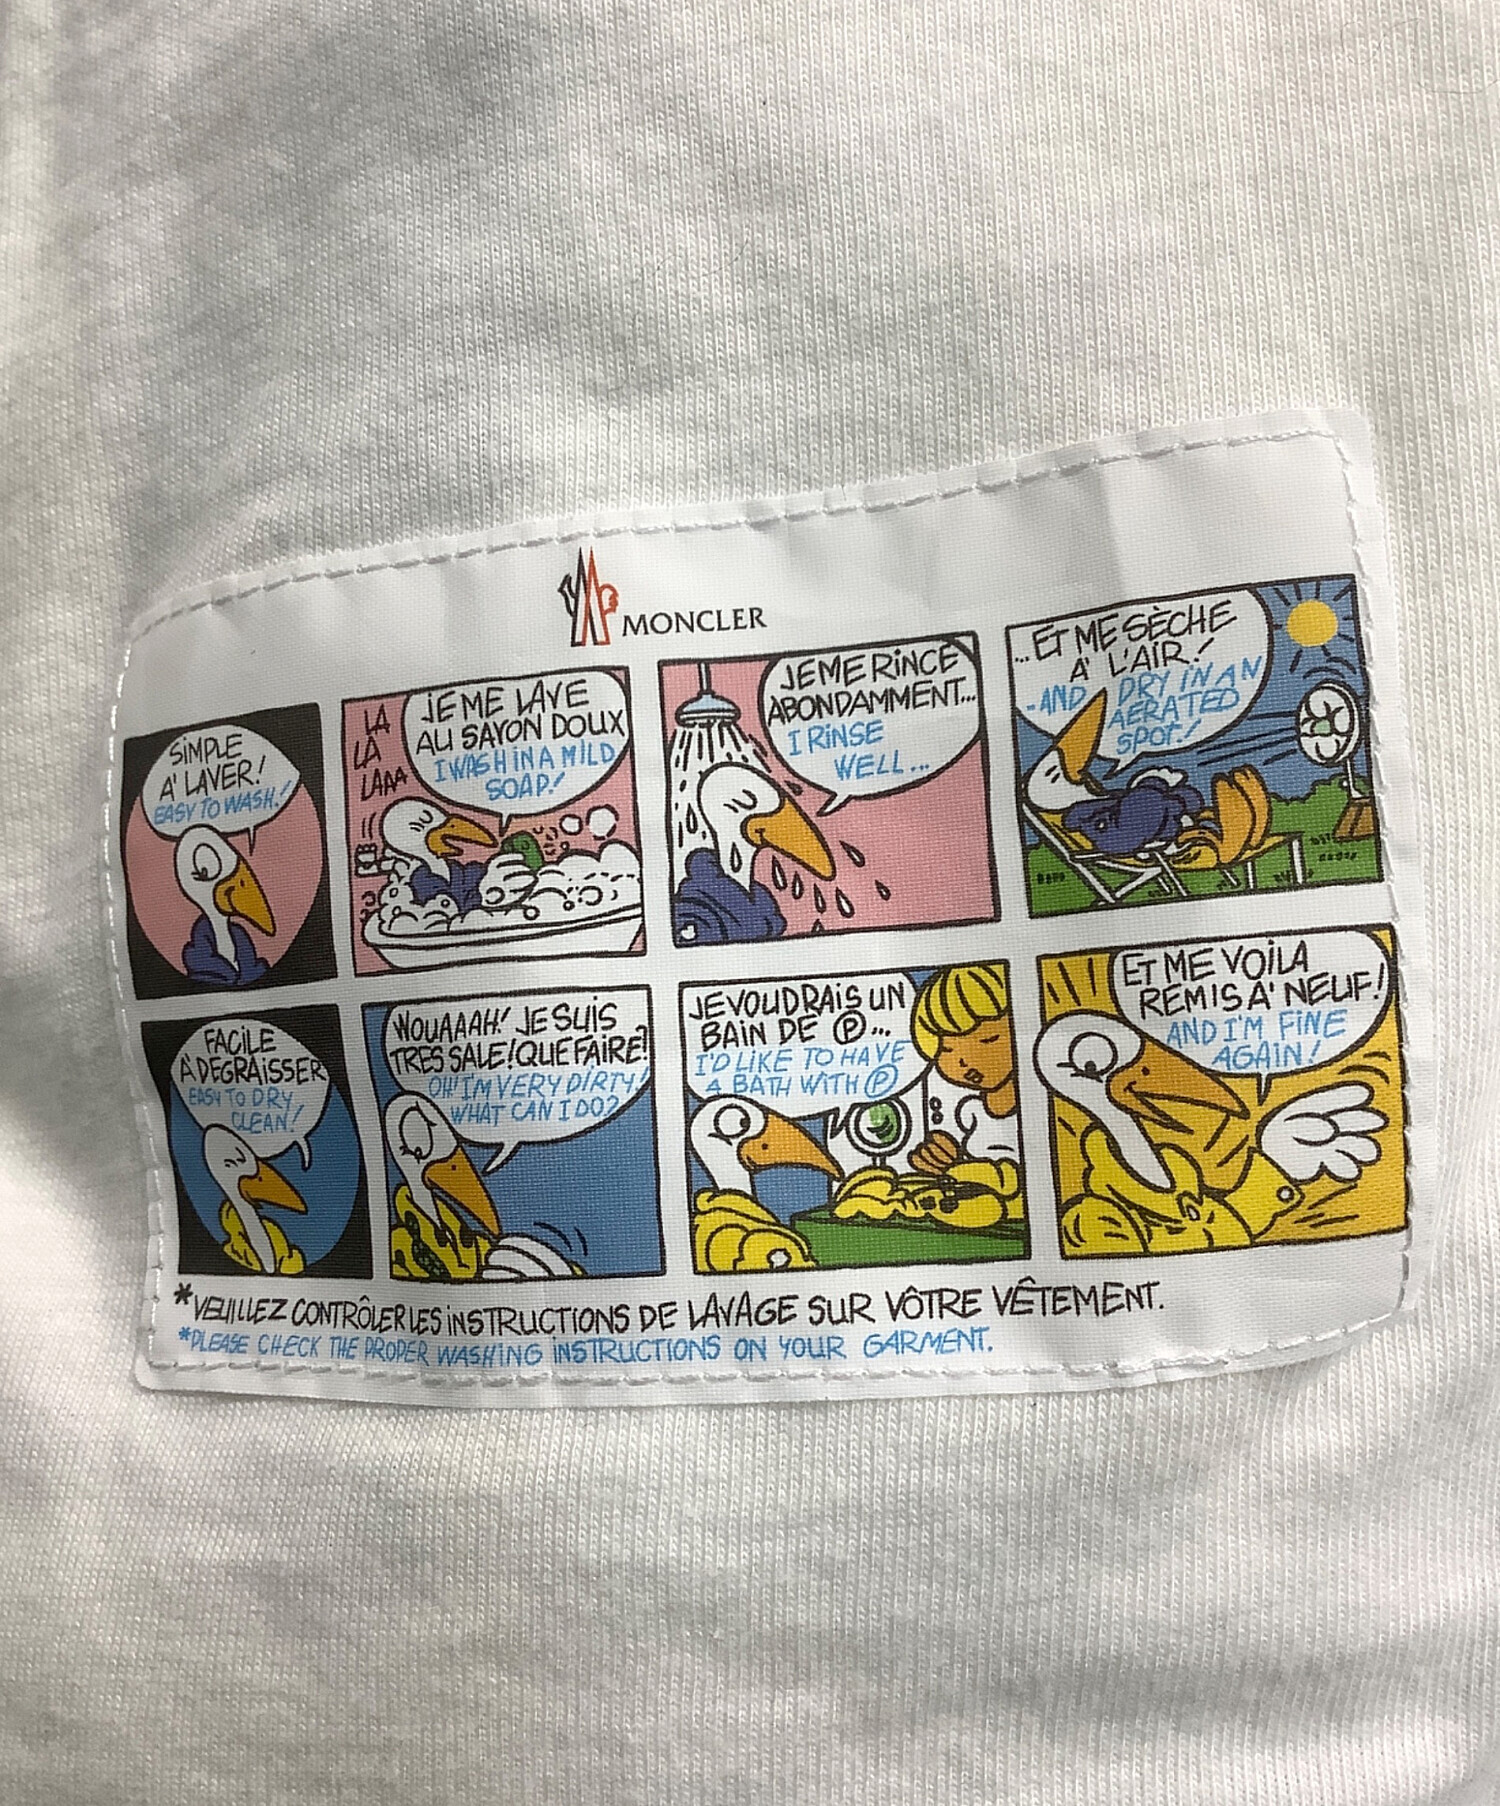 MONCLER
SIMPLE
A' LAVER!
EASY TO WASH!
LA
LA
LAAA
JE ME LAVE
AU SAVON DOUX
I WASH IN A MILD
SOAP!
JE ME RINCE
ABONDAMMENT...
I RINSE
WELL...
...ET ME SÈCHE
A' L'AIR!
-AND DRY IN AN
AERATED
SPOT!
FACILE
A' DEGRAISSER
EASY TO DRY
CLEAN!
WOUAAAH! JE SUIS
TRES SALE! QUE FAIRE?
OH! I'M VERY DIRTY!
WHAT CAN I DO?
JE VOUDRAIS UN
BAIN DE Ⓟ...
I'D LIKE TO HAVE
A BATH WITH Ⓟ
ET ME VOILA
REMIS A' NEUF!
AND I'M FINE
AGAIN!
*VEUILLEZ CONTRÔLER LES INSTRUCTIONS DE LAVAGE SUR VÔTRE VÊTEMENT.
*PLEASE CHECK THE PROPER WASHING INSTRUCTIONS ON YOUR GARMENT.